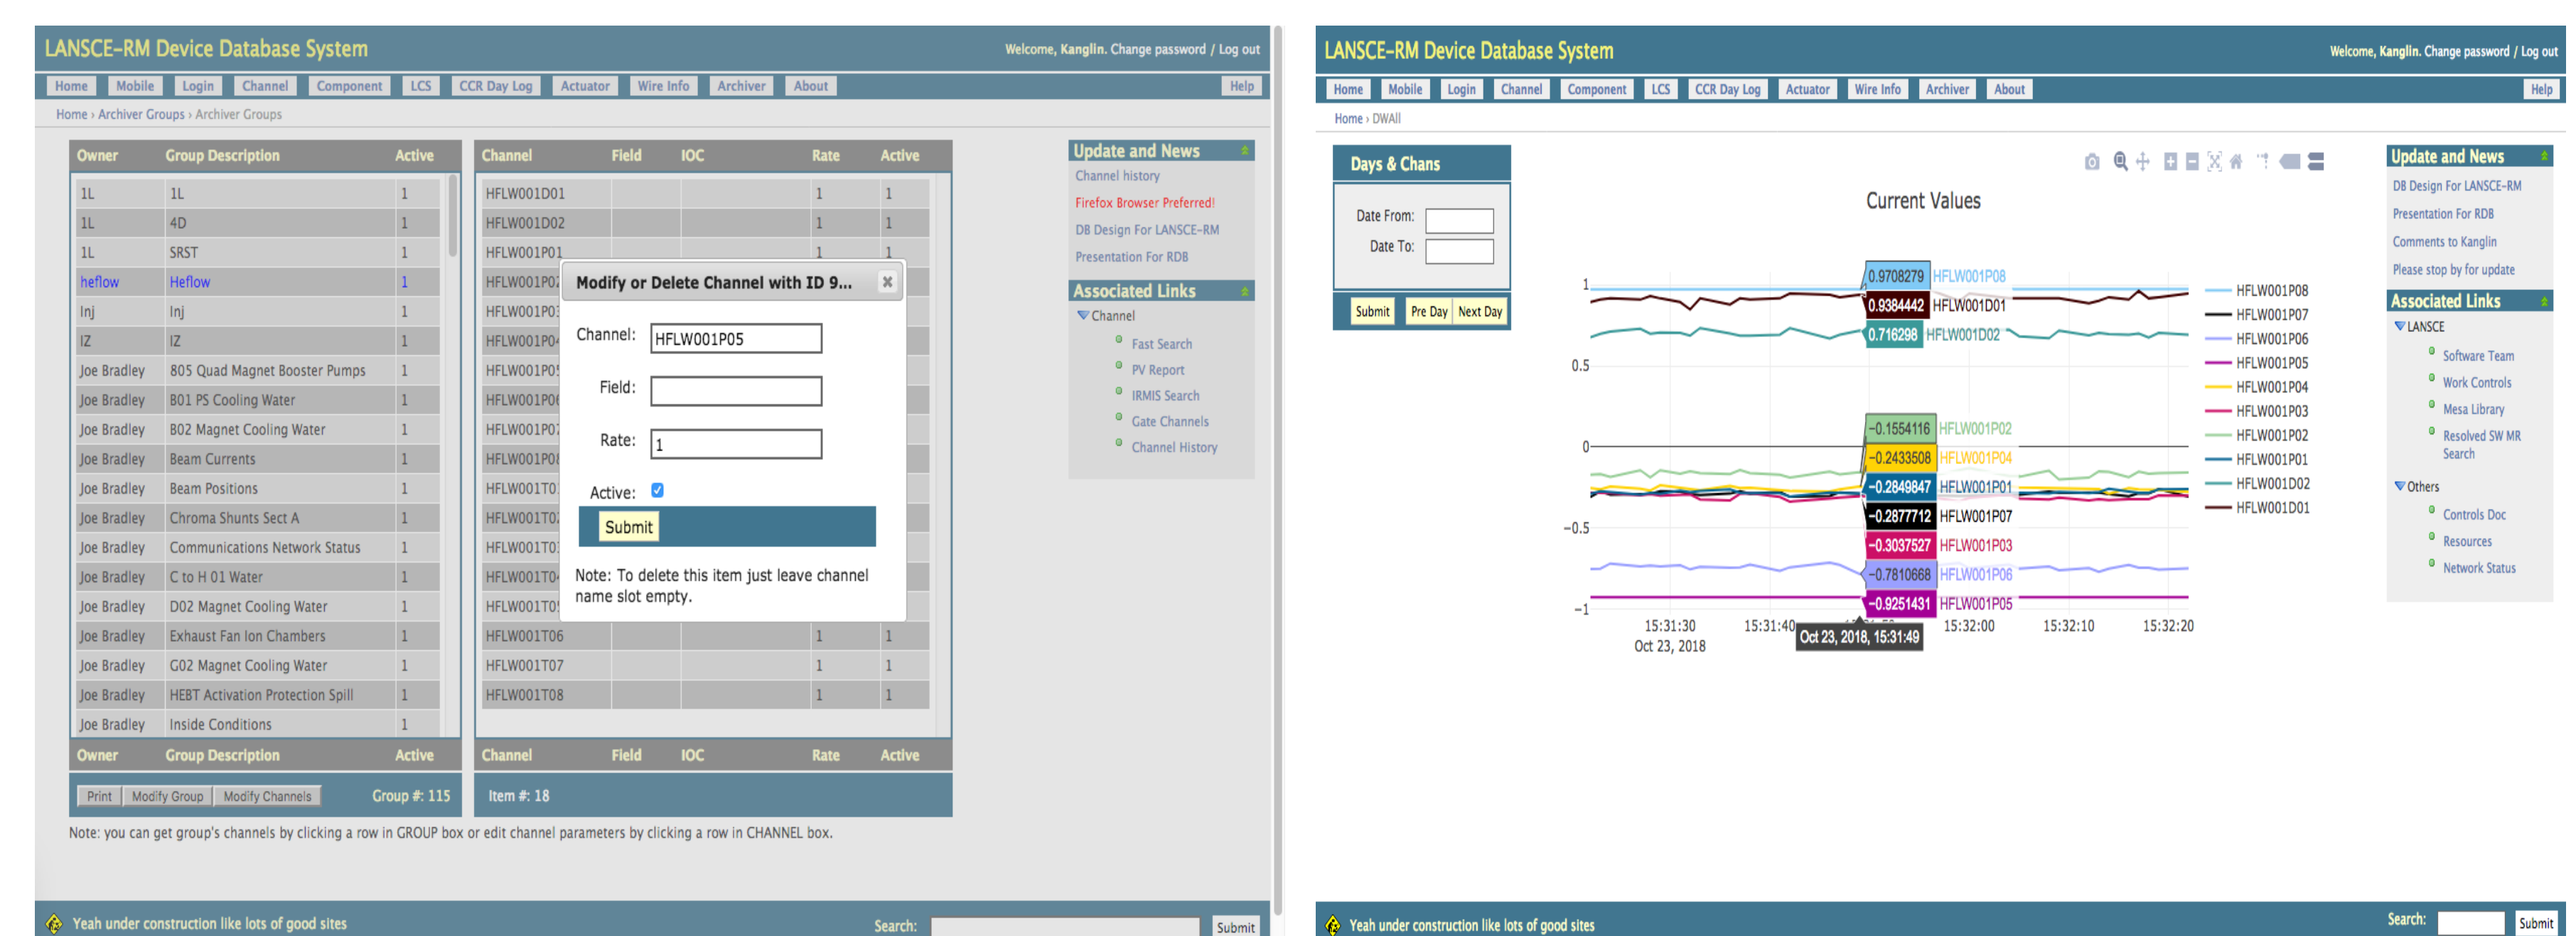 LANSCE-RM Device Database System
Welcome, Kanglin. Change password / Log out
Home Mobile Login Channel Component LCS CCR Day Log Actuator Wire Info Archiver About Help
Home › Archiver Groups › Archiver Groups
Owner Group Description Active
1L 1L 1
1L 4D 1
1L SRST 1
heflow Heflow 1
Inj Inj 1
IZ IZ 1
Joe Bradley 805 Quad Magnet Booster Pumps 1
Joe Bradley B01 PS Cooling Water 1
Joe Bradley B02 Magnet Cooling Water 1
Joe Bradley Beam Currents 1
Joe Bradley Beam Positions 1
Joe Bradley Chroma Shunts Sect A 1
Joe Bradley Communications Network Status 1
Joe Bradley C to H 01 Water 1
Joe Bradley D02 Magnet Cooling Water 1
Joe Bradley Exhaust Fan Ion Chambers 1
Joe Bradley G02 Magnet Cooling Water 1
Joe Bradley HEBT Activation Protection Spill 1
Joe Bradley Inside Conditions 1
Owner Group Description Active
Print Modify Group Modify Channels Group #: 115
Channel Field IOC Rate Active
HFLW001D01 1 1
HFLW001D02 1 1
HFLW001P01 1 1
HFLW001T06 1 1
HFLW001T07 1 1
HFLW001T08 1 1
Channel Field IOC Rate Active
Item #: 18
Modify or Delete Channel with ID 9...
Channel: HFLW001P05
Field:
Rate: 1
Active:
Submit
Note: To delete this item just leave channel
name slot empty.
Update and News
Channel history
Firefox Browser Preferred!
DB Design For LANSCE-RM
Presentation For RDB
Associated Links
Channel
Fast Search
PV Report
IRMIS Search
Gate Channels
Channel History
Note: you can get group's channels by clicking a row in GROUP box or edit channel parameters by clicking a row in CHANNEL box.
Yeah under construction like lots of good sites
Search: Submit
LANSCE-RM Device Database System
Welcome, Kanglin. Change password / Log out
Home Mobile Login Channel Component LCS CCR Day Log Actuator Wire Info Archiver About Help
Home › DWAll
Days & Chans
Date From:
Date To:
Submit Pre Day Next Day
Current Values
1
0.5
0
−0.5
−1
0.9708279 HFLW001P08
0.9384442 HFLW001D01
0.716298 HFLW001D02
−0.1554116 HFLW001P02
−0.2433508 HFLW001P04
−0.2849847 HFLW001P01
−0.2877712 HFLW001P07
−0.3037527 HFLW001P03
−0.7810668 HFLW001P06
−0.9251431 HFLW001P05
15:31:30 15:31:40 15:32:00 15:32:10 15:32:20
Oct 23, 2018
Oct 23, 2018, 15:31:49
HFLW001P08
HFLW001P07
HFLW001P06
HFLW001P05
HFLW001P04
HFLW001P03
HFLW001P02
HFLW001P01
HFLW001D02
HFLW001D01
Update and News
DB Design For LANSCE-RM
Presentation For RDB
Comments to Kanglin
Please stop by for update
Associated Links
LANSCE
Software Team
Work Controls
Mesa Library
Resolved SW MR
Search
Others
Controls Doc
Resources
Network Status
Yeah under construction like lots of good sites
Search: Submit